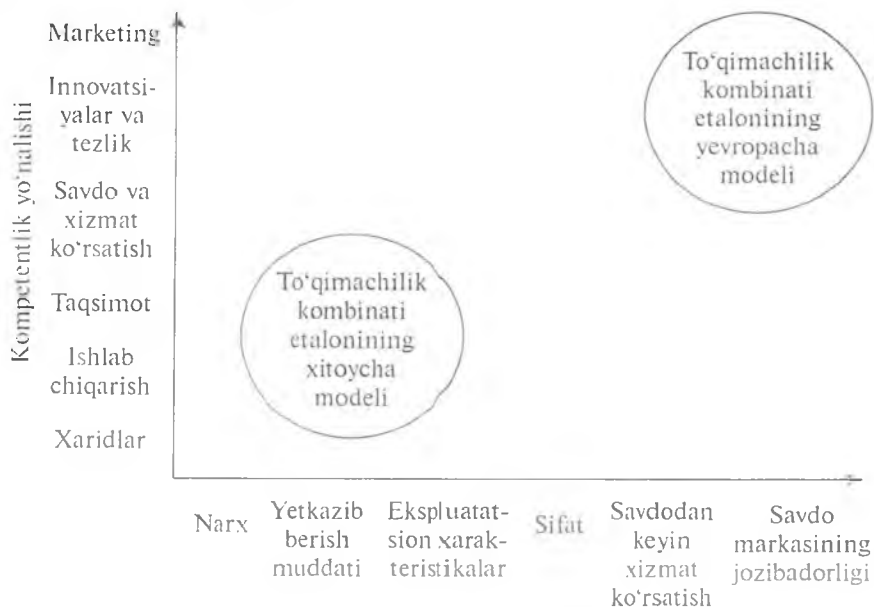 Kompetentlik yo‘nalishi
Marketing
Innovatsi-
yalar va
tezlik
Savdo va
xizmat
ko‘rsatish
Taqsimot
Ishlab
chiqarish
Xaridlar
To‘qimachilik
kombinati
etalonining
yevropacha
modeli
To‘qimachilik
kombinati
etalonining
xitoycha
modeli
Narx
Yetkazib
berish
muddati
Ekspluatat-
sion xarak-
teristikalar
Sifat
Savdodan
keyin
xizmat
ko‘rsatish
Savdo
markasining
jozibadorligi